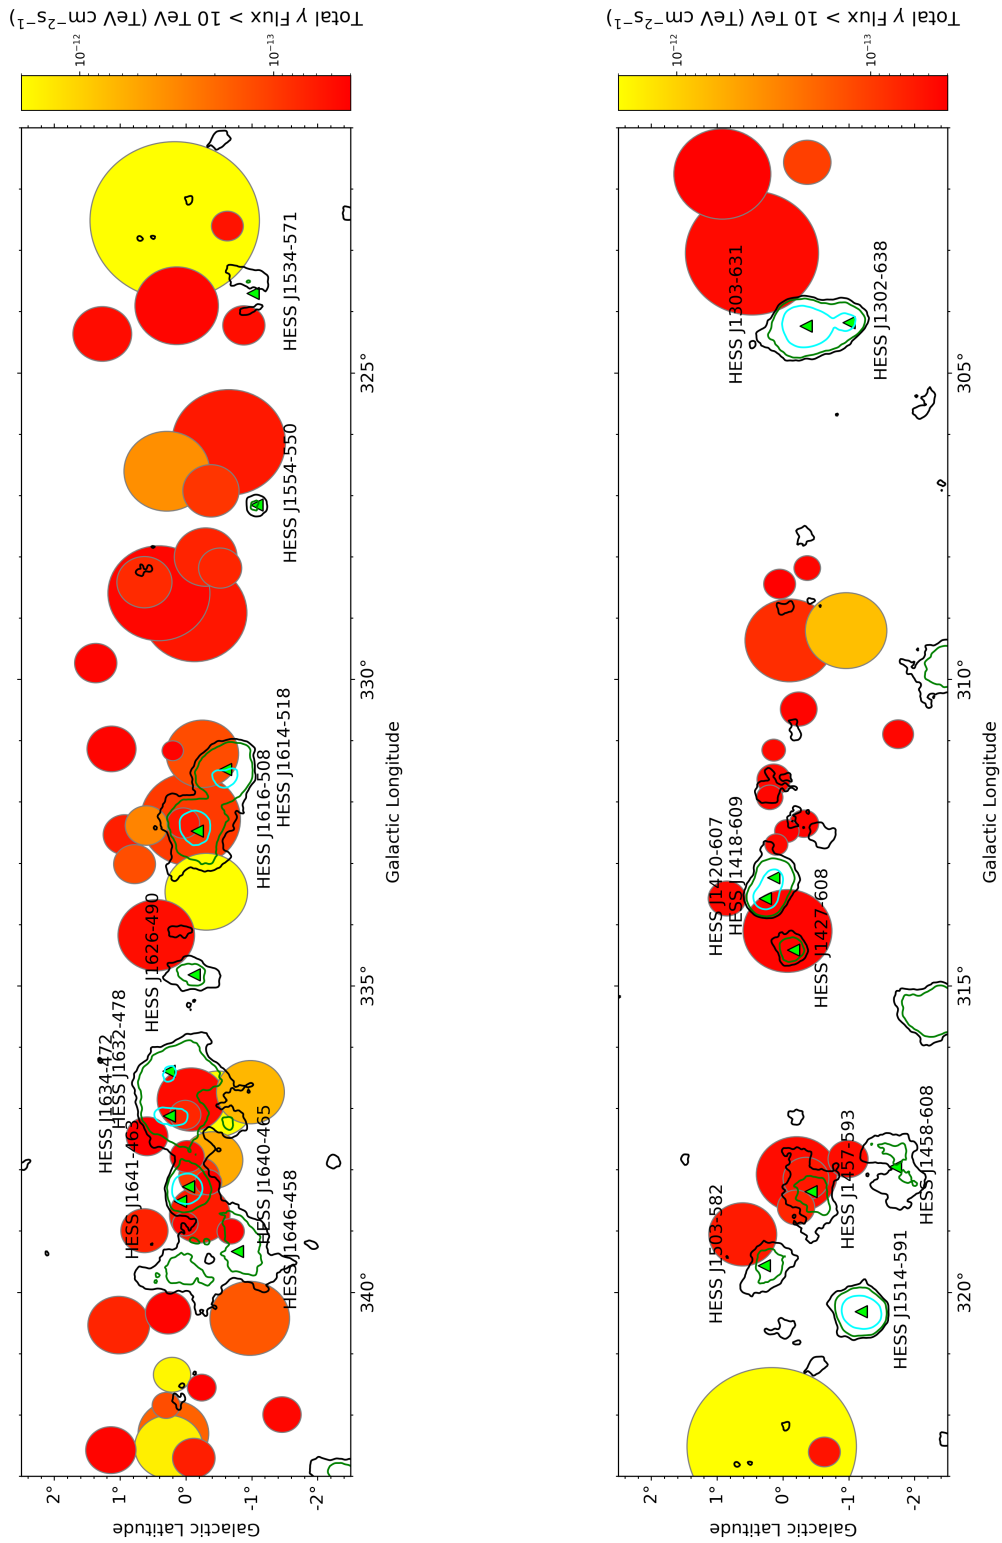 Galactic Latitude
2°
1°
0°
-1°
-2°
HESS J1634-472
HESS J1632-478
HESS J1641-463
HESS J1626-490
HESS J1640-465
HESS J1616-508
HESS J1614-518
HESS J1646-458
HESS J1554-550
HESS J1534-571
340°
335°
330°
325°
Galactic Longitude
10⁻¹²
10⁻¹³
Total γ Flux > 10 TeV (TeV cm⁻²s⁻¹)
Galactic Latitude
2°
1°
0°
-1°
-2°
HESS J1503-582
HESS J1420-607
HESS J1418-609
HESS J1303-631
HESS J1427-608
HESS J1457-593
HESS J1302-638
HESS J1514-591
HESS J1458-608
320°
315°
310°
305°
Galactic Longitude
10⁻¹²
10⁻¹³
Total γ Flux > 10 TeV (TeV cm⁻²s⁻¹)